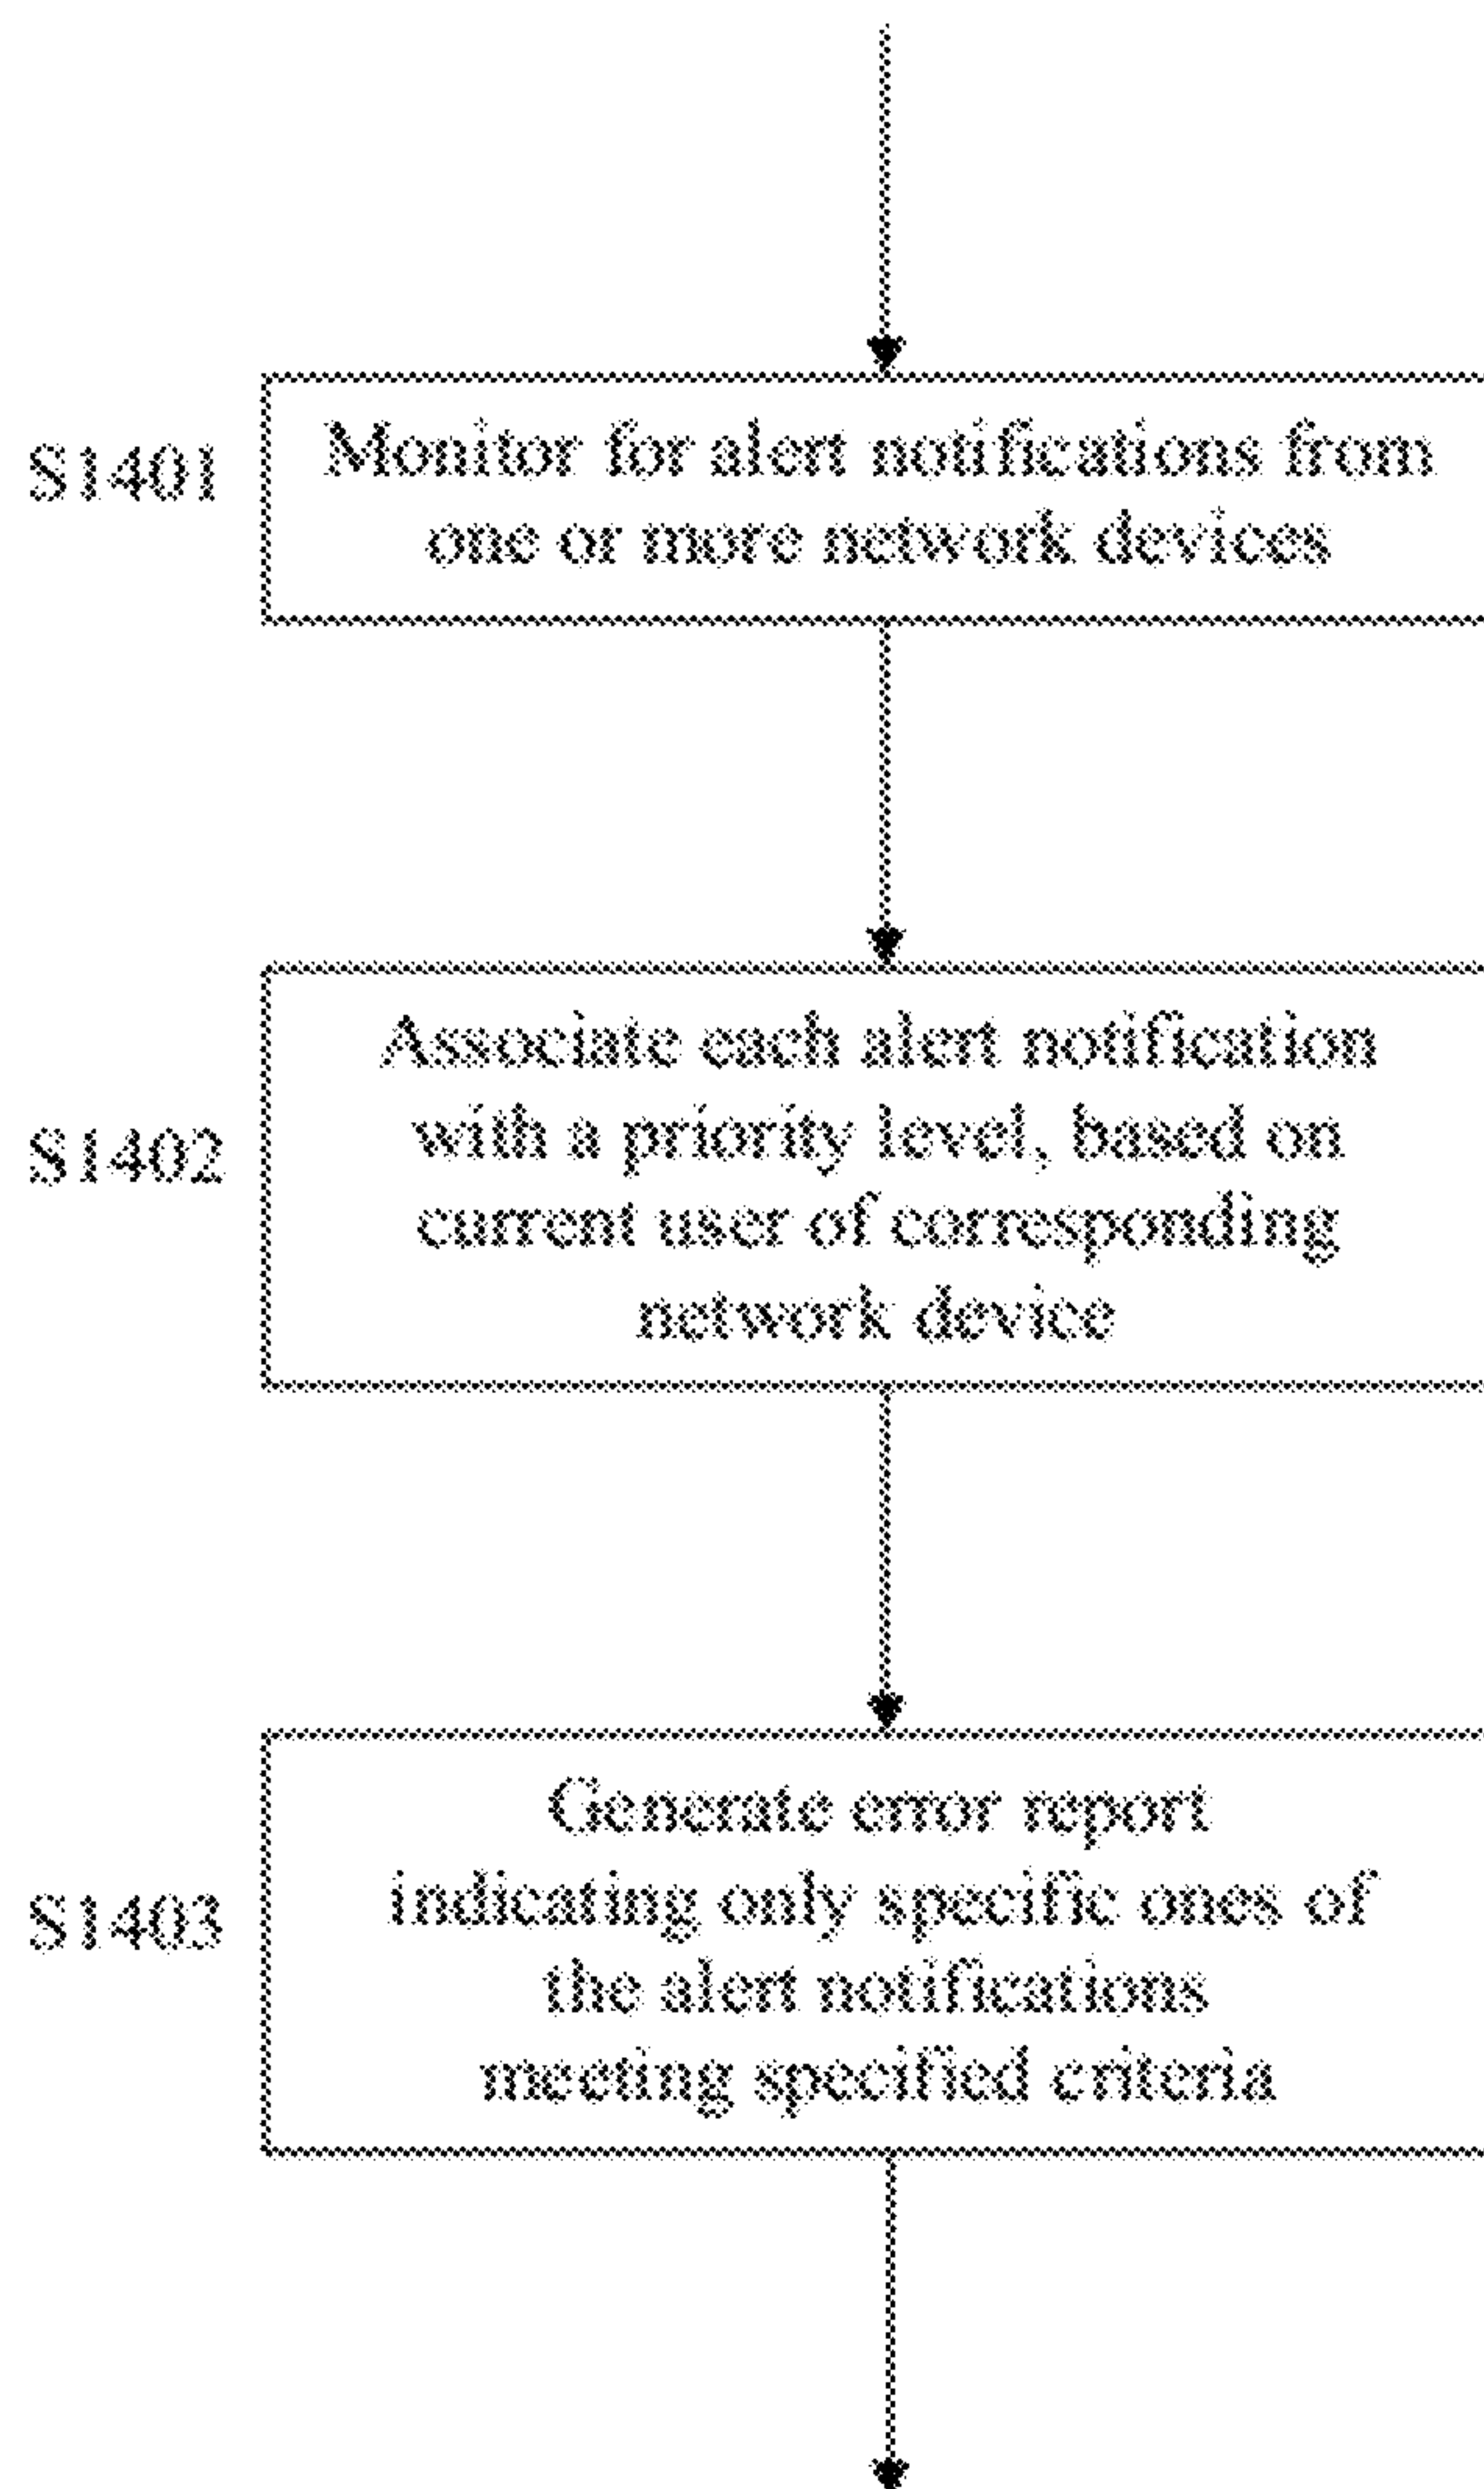 S1401
Monitor for alert notifications from
one or more network devices
S1402
Associate each alert notification
with a priority level, based on
current user of corresponding
network device
S1403
Generate error report
indicating only specific ones of
the alert notifications
meeting specified criteria